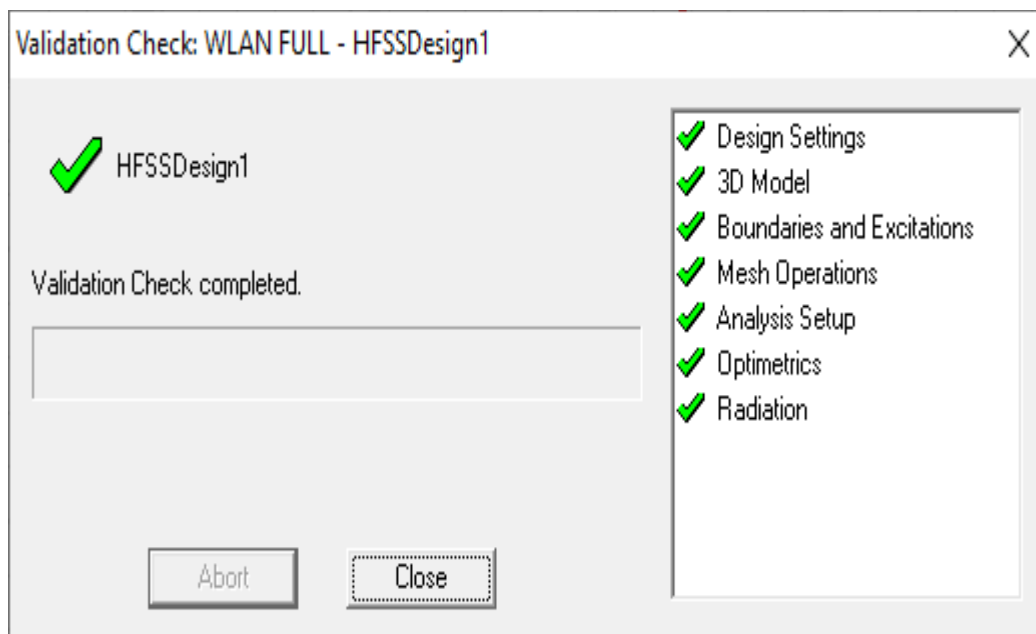 Validation Check: WLAN FULL - HFSSDesign1
HFSSDesign1
Validation Check completed.
Abort
Close
Design Settings
3D Model
Boundaries and Excitations
Mesh Operations
Analysis Setup
Optimetrics
Radiation